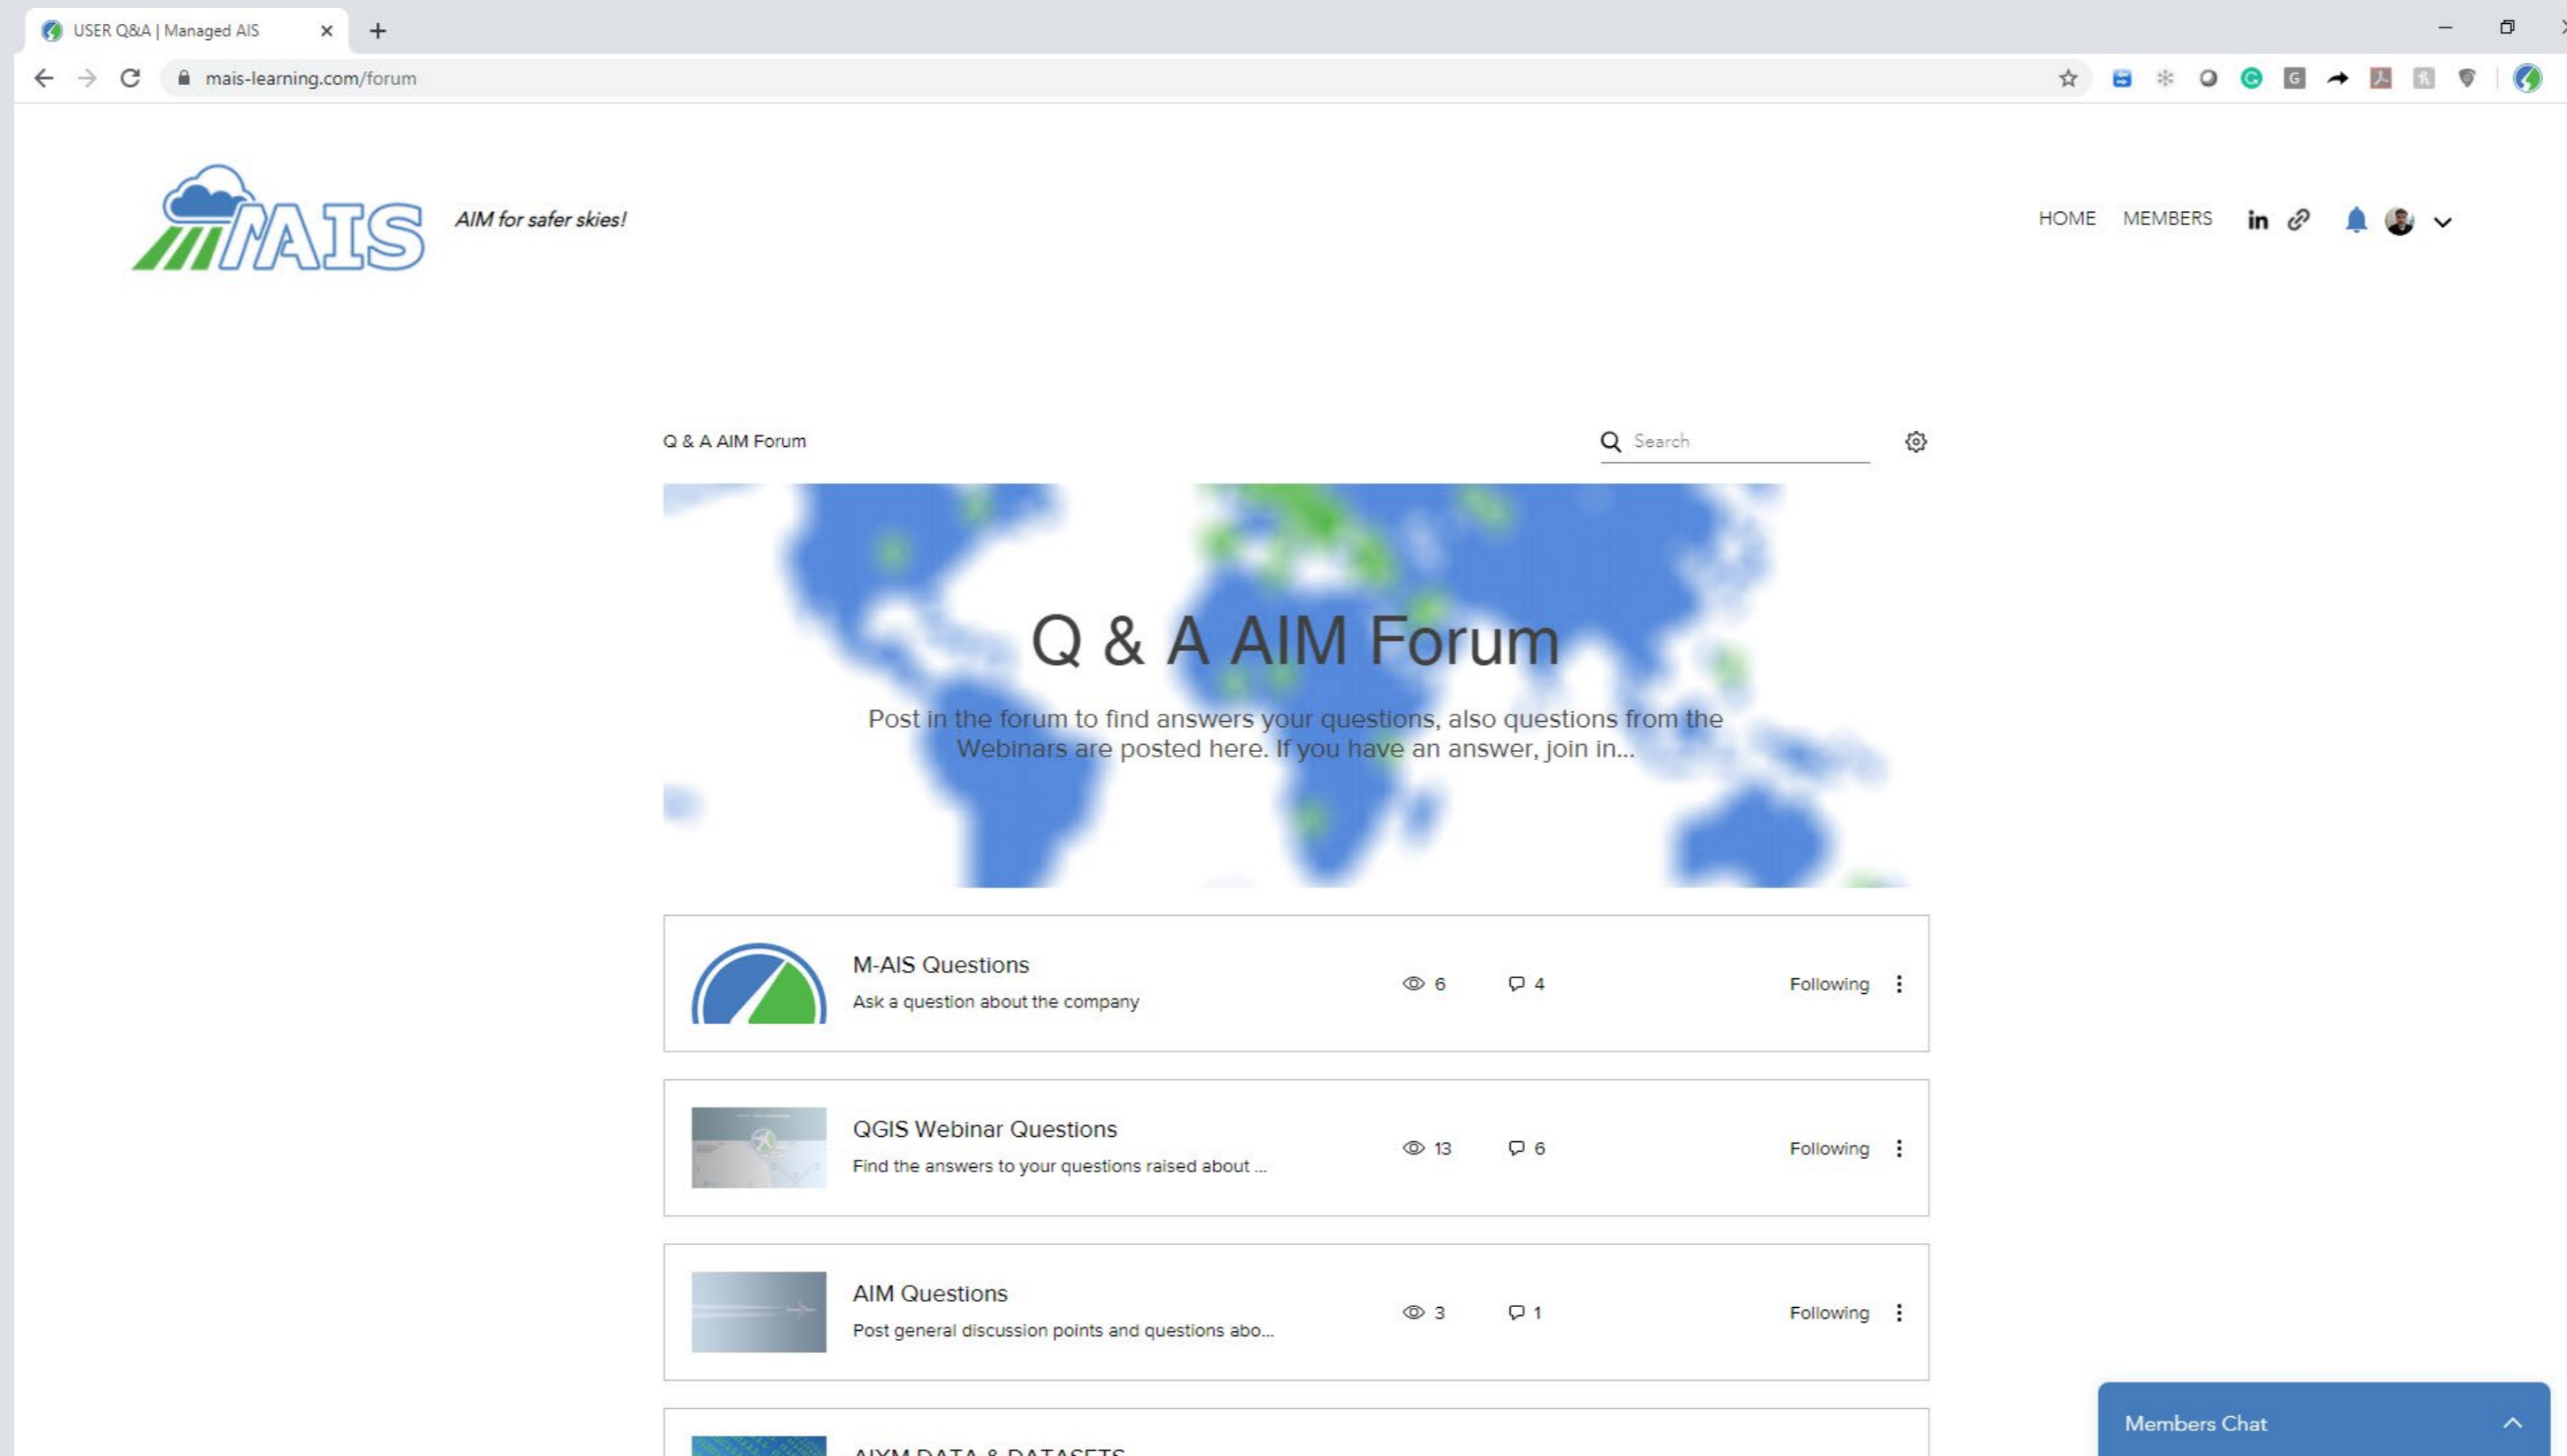 USER Q&A | Managed AIS
mais-learning.com/forum
MAIS
AIM for safer skies!
HOME MEMBERS in
Q & A AIM Forum
Search
Q & A AIM Forum
Post in the forum to find answers your questions, also questions from the
Webinars are posted here. If you have an answer, join in...
M-AIS Questions
Ask a question about the company
6 4 Following
QGIS Webinar Questions
Find the answers to your questions raised about ...
13 6 Following
AIM Questions
Post general discussion points and questions abo...
3 1 Following
AIXM DATA & DATASETS
Members Chat